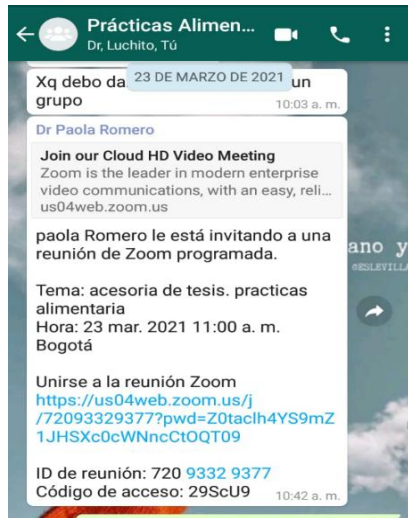 Prácticas Alimen...
Dr, Luchito, Tú
23 DE MARZO DE 2021
Xq debo da un
grupo
10:03 a. m.
Dr Paola Romero
Join our Cloud HD Video Meeting
Zoom is the leader in modern enterprise
video communications, with an easy, reli...
us04web.zoom.us
paola Romero le está invitando a una
reunión de Zoom programada.
Tema: acesoria de tesis. practicas
alimentaria
Hora: 23 mar. 2021 11:00 a. m.
Bogotá
Unirse a la reunión Zoom
https://us04web.zoom.us/j
/72093329377?pwd=Z0taclh4YS9mZ
1JHSXc0cWNncCtOQT09
ID de reunión: 720 9332 9377
Código de acceso: 29ScU9
10:42 a. m.
ano y